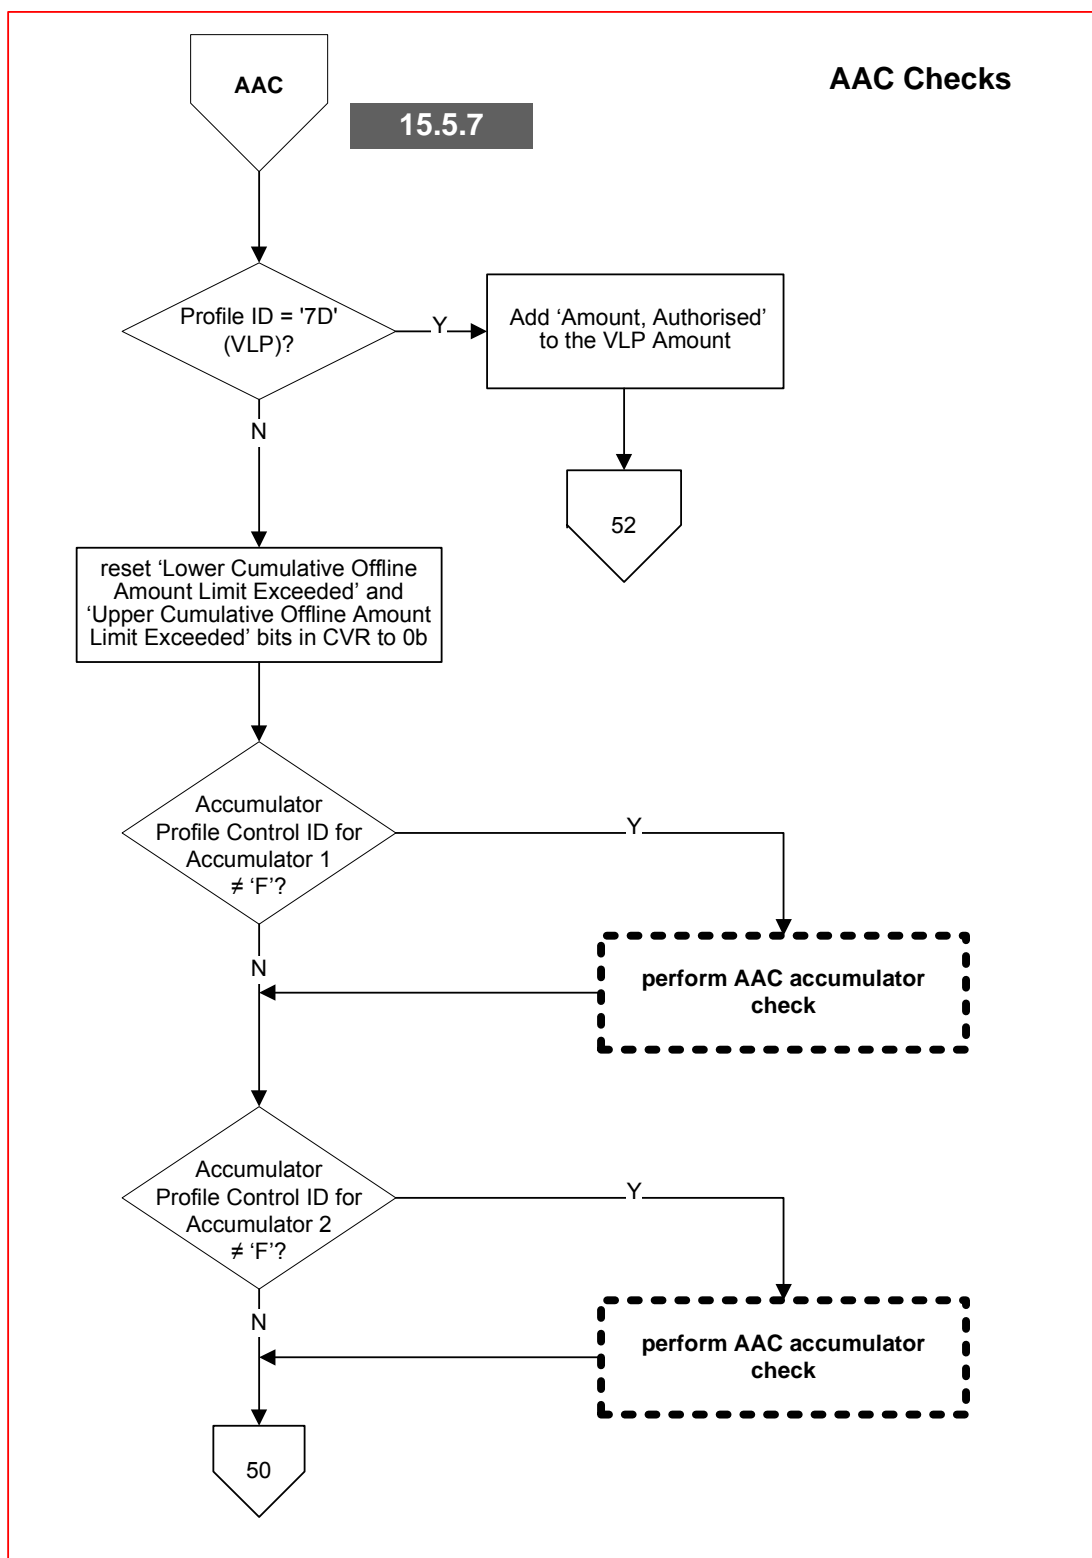 AAC Checks
AAC
15.5.7
Profile ID = '7D'
(VLP)?
Y
Add ‘Amount, Authorised’
to the VLP Amount
N
52
reset ‘Lower Cumulative Offline
Amount Limit Exceeded’ and
‘Upper Cumulative Offline Amount
Limit Exceeded’ bits in CVR to 0b
Accumulator
Profile Control ID for
Accumulator 1
≠ ‘F’?
Y
N
perform AAC accumulator
check
Accumulator
Profile Control ID for
Accumulator 2
≠ ‘F’?
Y
N
perform AAC accumulator
check
50